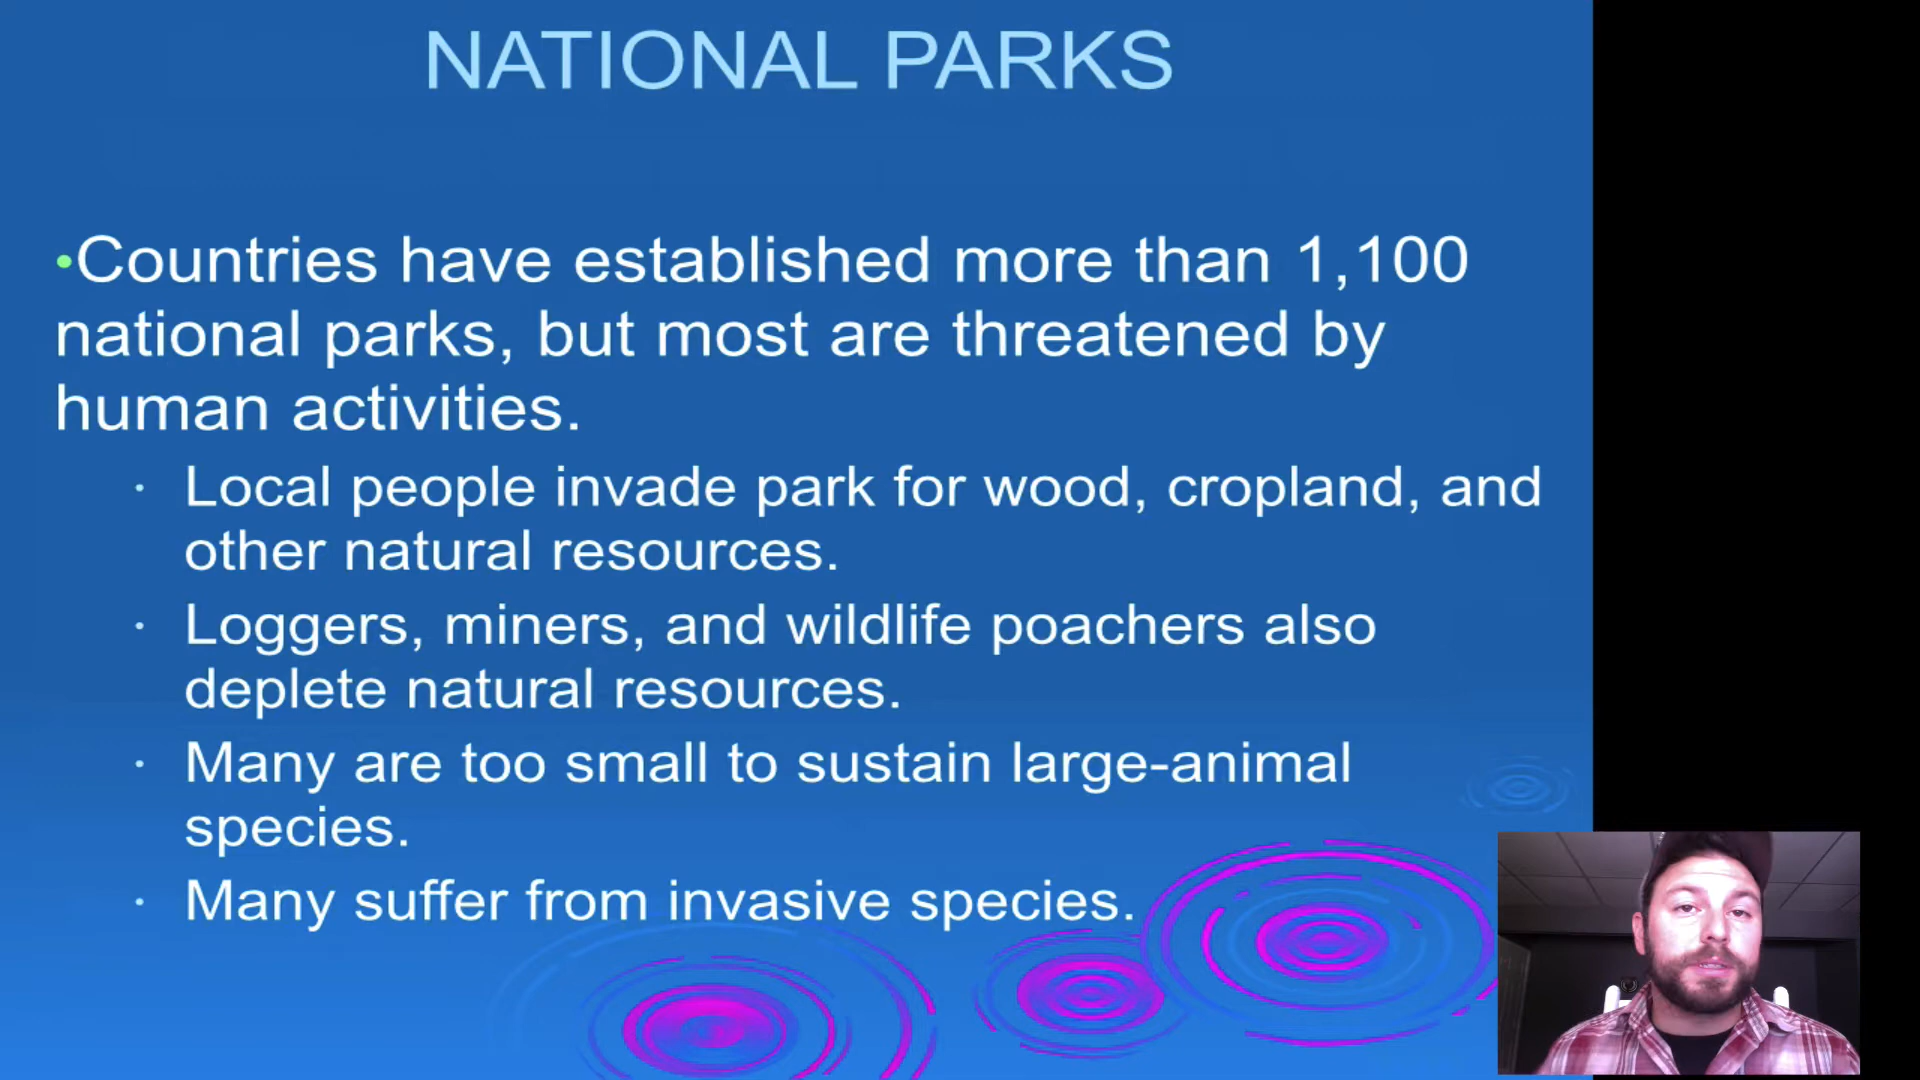 NATIONAL PARKS
•Countries have established more than 1,100
national parks, but most are threatened by
human activities.
· Local people invade park for wood, cropland, and
other natural resources.
· Loggers, miners, and wildlife poachers also
deplete natural resources.
· Many are too small to sustain large-animal
species.
· Many suffer from invasive species.